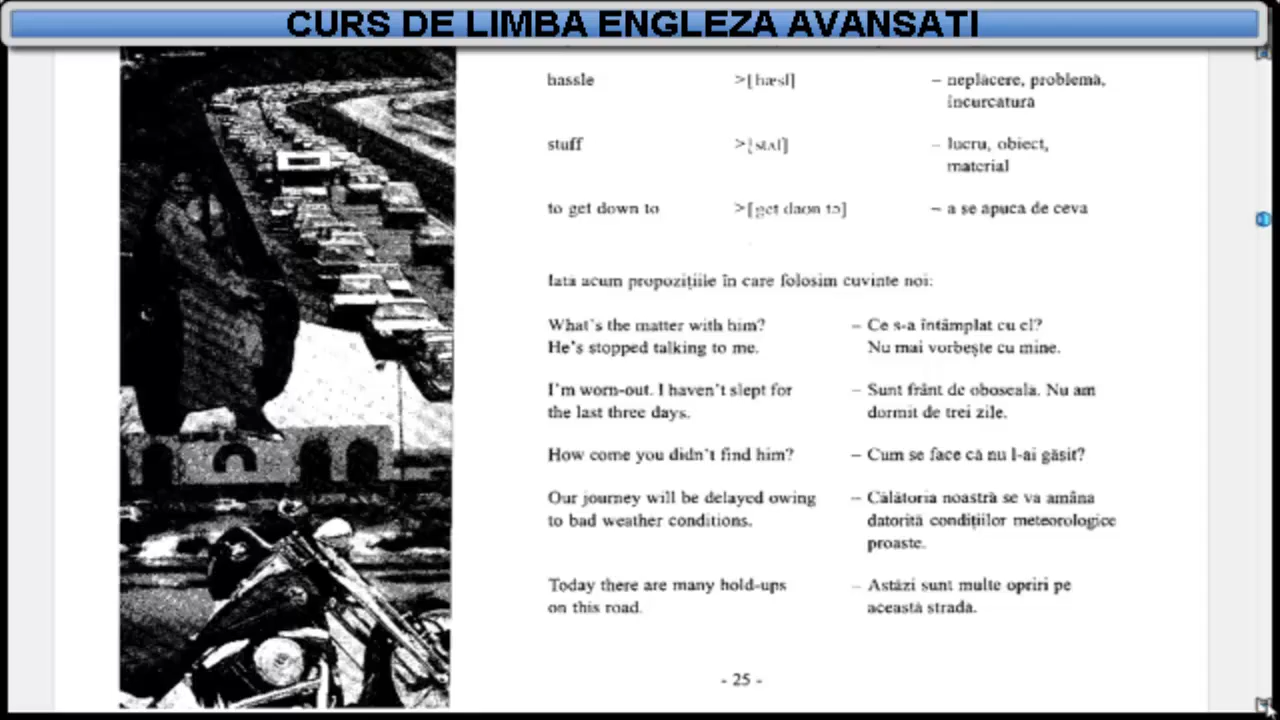 CURS DE LIMBA ENGLEZA AVANSATI
hassle >[hæsl] – neplăcere, problemă,
încurcătură
stuff >[stʌf] – lucru, obiect,
material
to get down to >[get daʊn tɔ] – a se apuca de ceva
Iată acum propozițiile în care folosim cuvinte noi:
What's the matter with him? – Ce s-a întâmplat cu el?
He's stopped talking to me. Nu mai vorbește cu mine.
I'm worn-out. I haven't slept for – Sunt frânt de oboseală. Nu am
the last three days. dormit de trei zile.
How come you didn't find him? – Cum se face că nu l-ai găsit?
Our journey will be delayed owing – Călătoria noastră se va amâna
to bad weather conditions. datorită condițiilor meteorologice
proaste.
Today there are many hold-ups – Astăzi sunt multe opriri pe
on this road. această stradă.
- 25 -